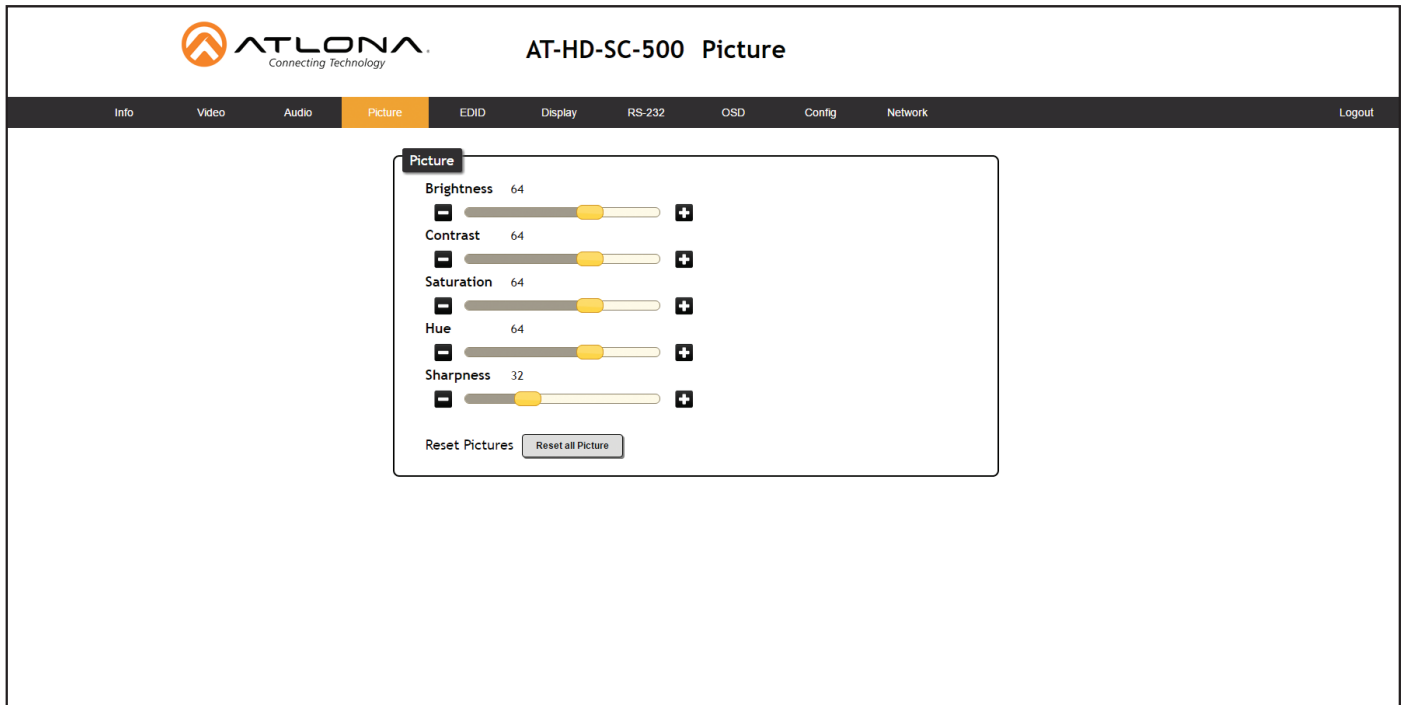 ATLONA.
Connecting Technology
AT-HD-SC-500 Picture
Info Video Audio Picture EDID Display RS-232 OSD Config Network Logout
Picture
Brightness 64
Contrast 64
Saturation 64
Hue 64
Sharpness 32
Reset Pictures Reset all Picture